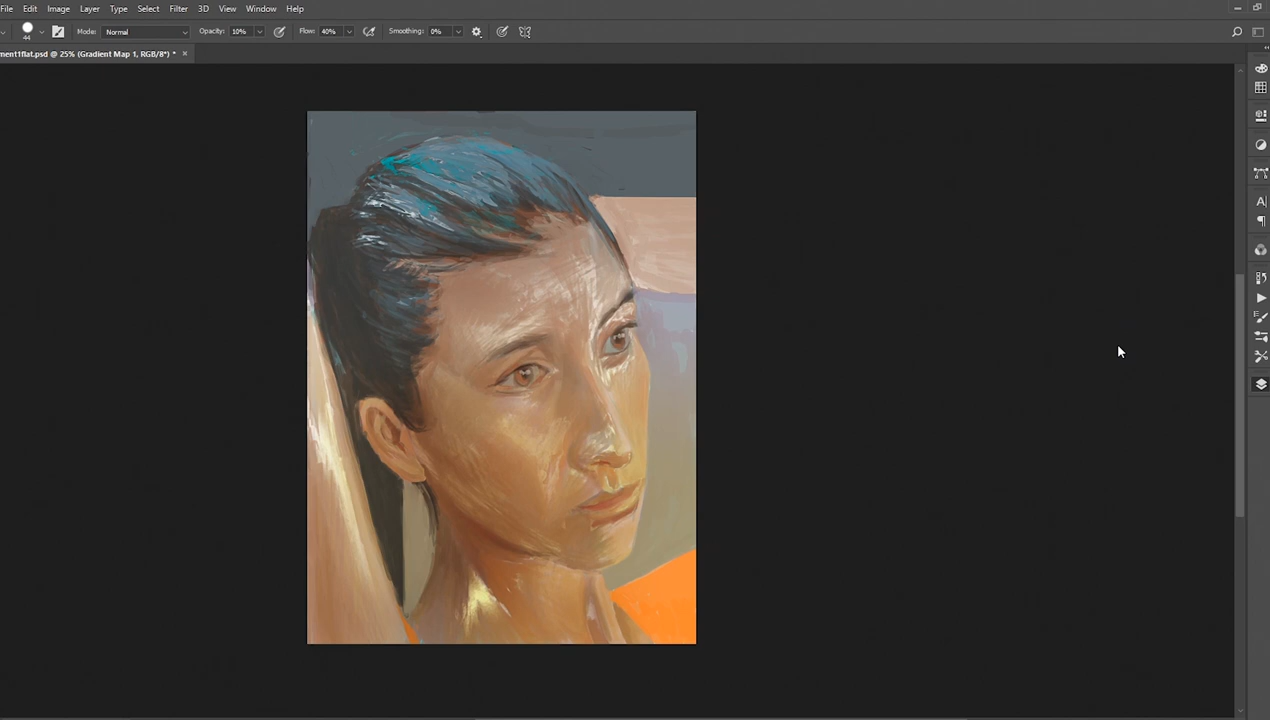 File Edit Image Layer Type Select Filter 3D View Window Help
44 Mode: Normal Opacity: 10% Flow: 40% Smoothing: 0%
ment1flat.psd @ 25% (Gradient Map 1, RGB/8*) * ×